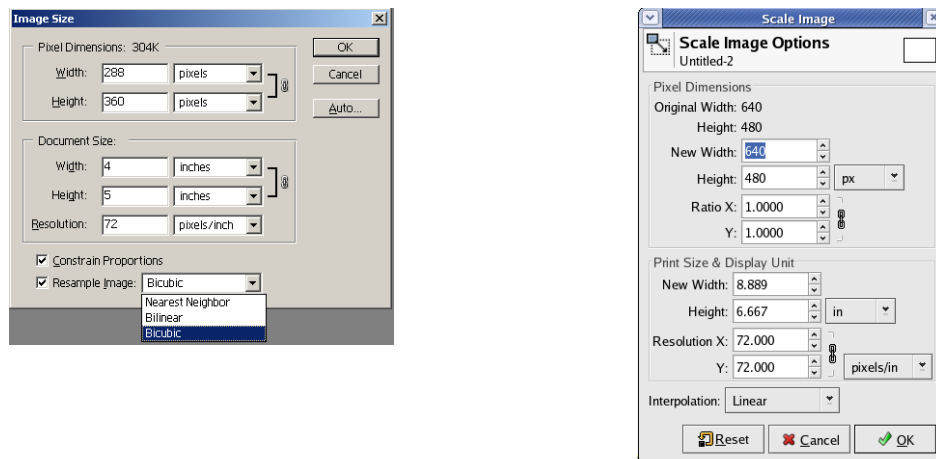 Image Size
Pixel Dimensions: 304K
Width: 288 pixels
Height: 360 pixels
Document Size:
Width: 4 inches
Height: 5 inches
Resolution: 72 pixels/inch
Constrain Proportions
Resample Image: Bicubic
Nearest Neighbor
Bilinear
Bicubic
OK
Cancel
Auto...
Scale Image
Scale Image Options
Untitled-2
Pixel Dimensions
Original Width: 640
Height: 480
New Width: 640
Height: 480 px
Ratio X: 1.0000
Y: 1.0000
Print Size & Display Unit
New Width: 8.889
Height: 6.667 in
Resolution X: 72.000
Y: 72.000 pixels/in
Interpolation: Linear
Reset Cancel OK